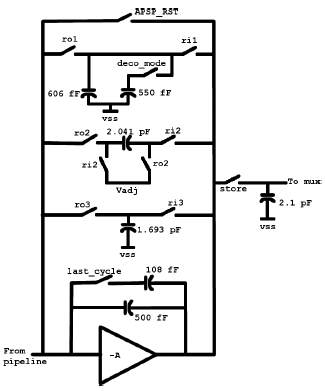 APSP_RST
ro1
ri1
deco_mode
606 fF
550 fF
vss
2.041 pF
ro2
ri2
ri2
ro2
Vadj
store
To mux
ro3
ri3
2.1 pF
1.693 pF
vss
vss
last_cycle
108 fF
500 fF
From
pipeline
-A